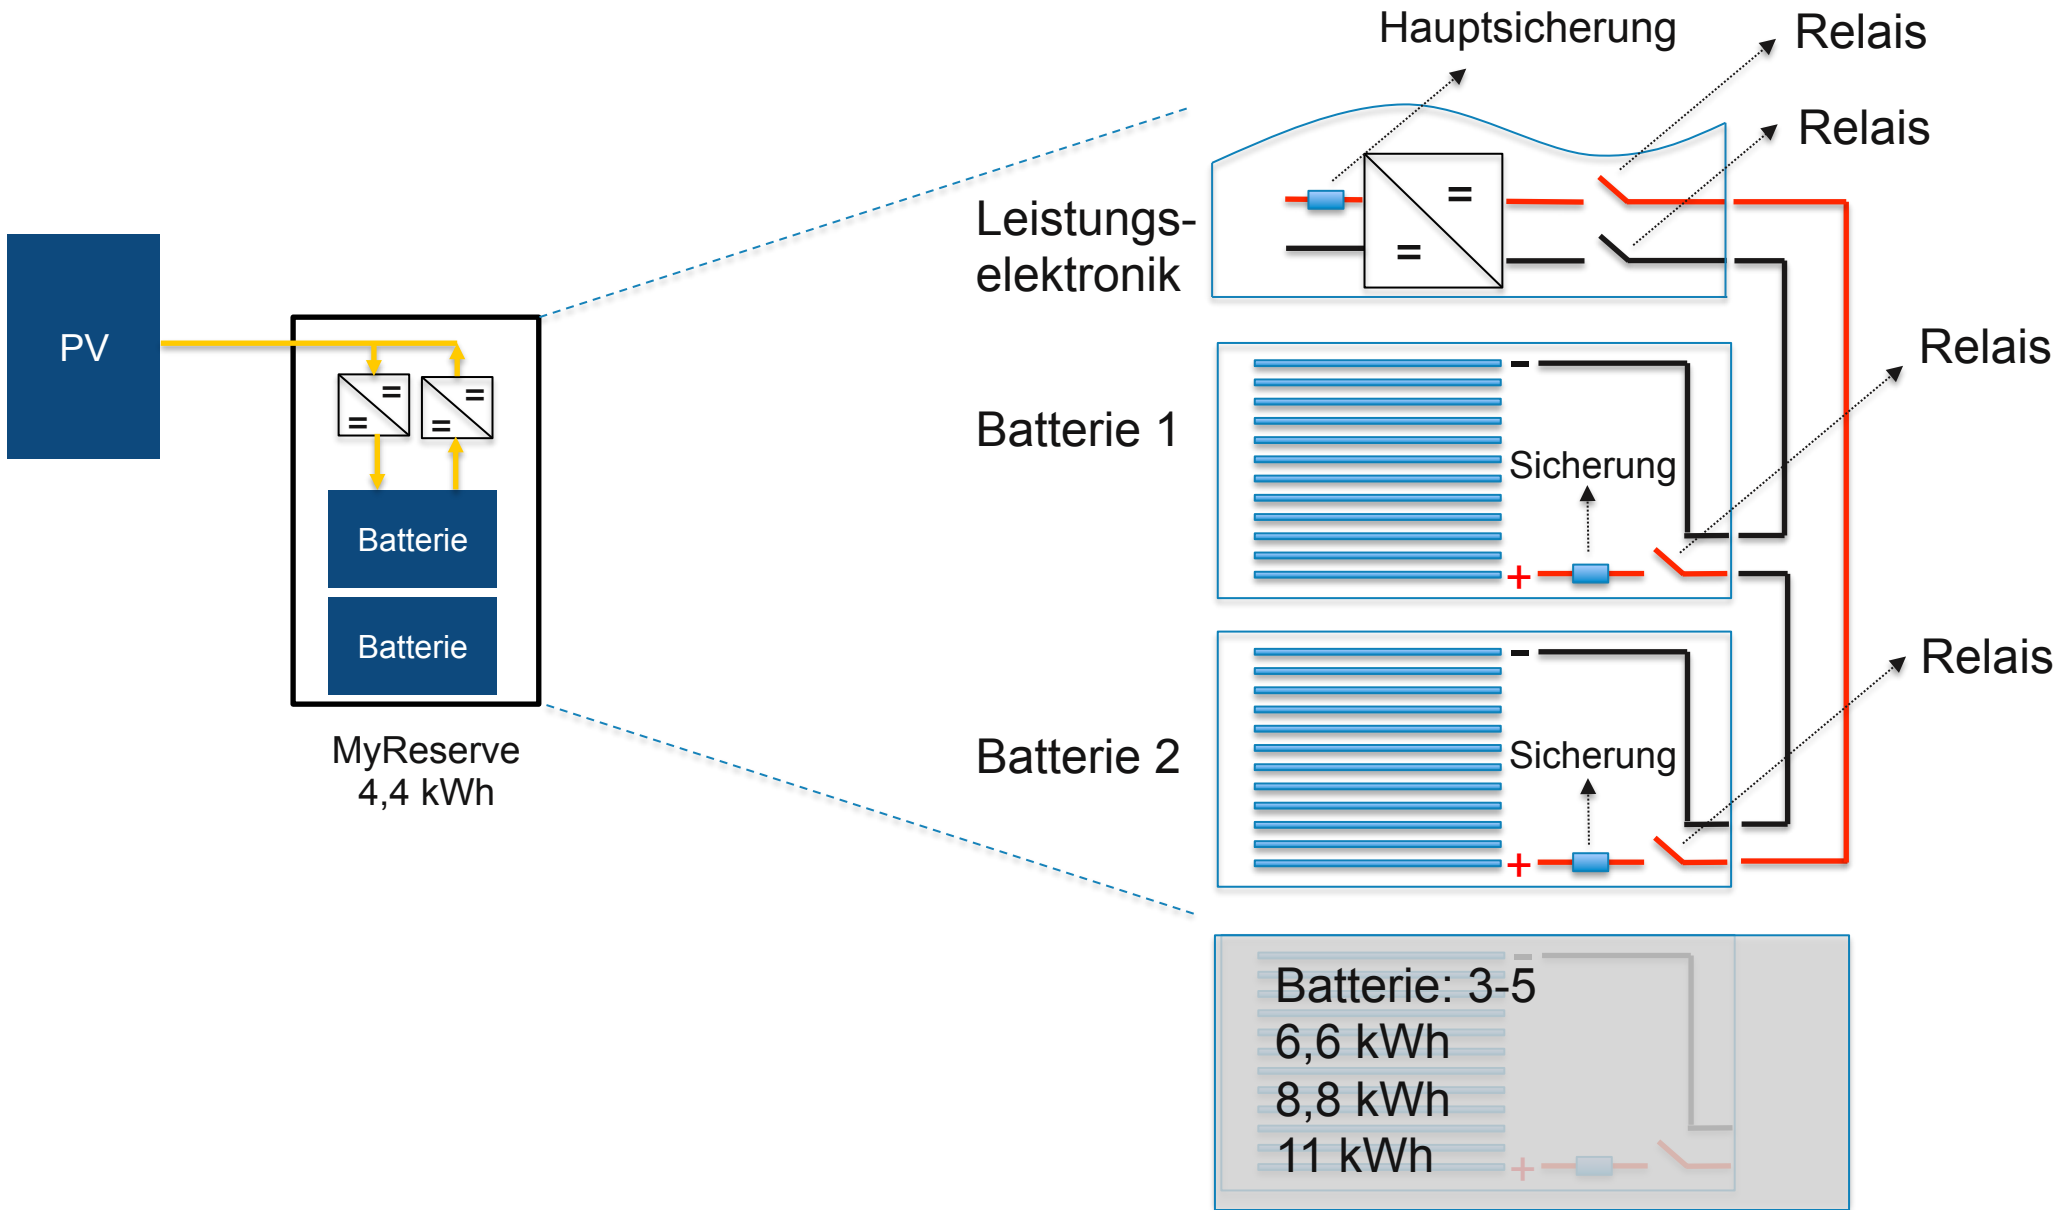 Hauptsicherung
Relais
Relais
Leistungs-
elektronik
=
=
PV
=
=
=
=
Batterie
Batterie
MyReserve
4,4 kWh
Relais
-
Batterie 1
Sicherung
+
Relais
-
Batterie 2
Sicherung
+
-
Batterie: 3-5
6,6 kWh
8,8 kWh
11 kWh
+